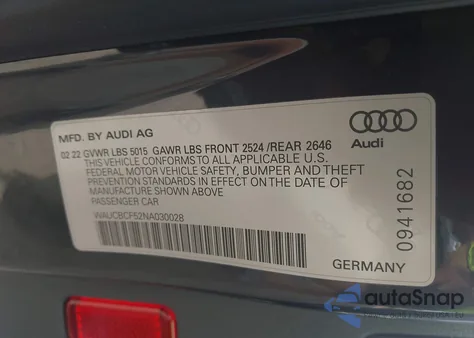 MFD. BY AUDI AG
Audi
02 22 GVWR LBS 5015 GAWR LBS FRONT 2524 /REAR 2646
THIS VEHICLE CONFORMS TO ALL APPLICABLE U.S.
FEDERAL MOTOR VEHICLE SAFETY, BUMPER AND THEFT
PREVENTION STANDARDS IN EFFECT ON THE DATE OF
MANUFACTURE SHOWN ABOVE
PASSENGER CAR
WAUCBCF52NA030028
0941682
GERMANY
autoSnap